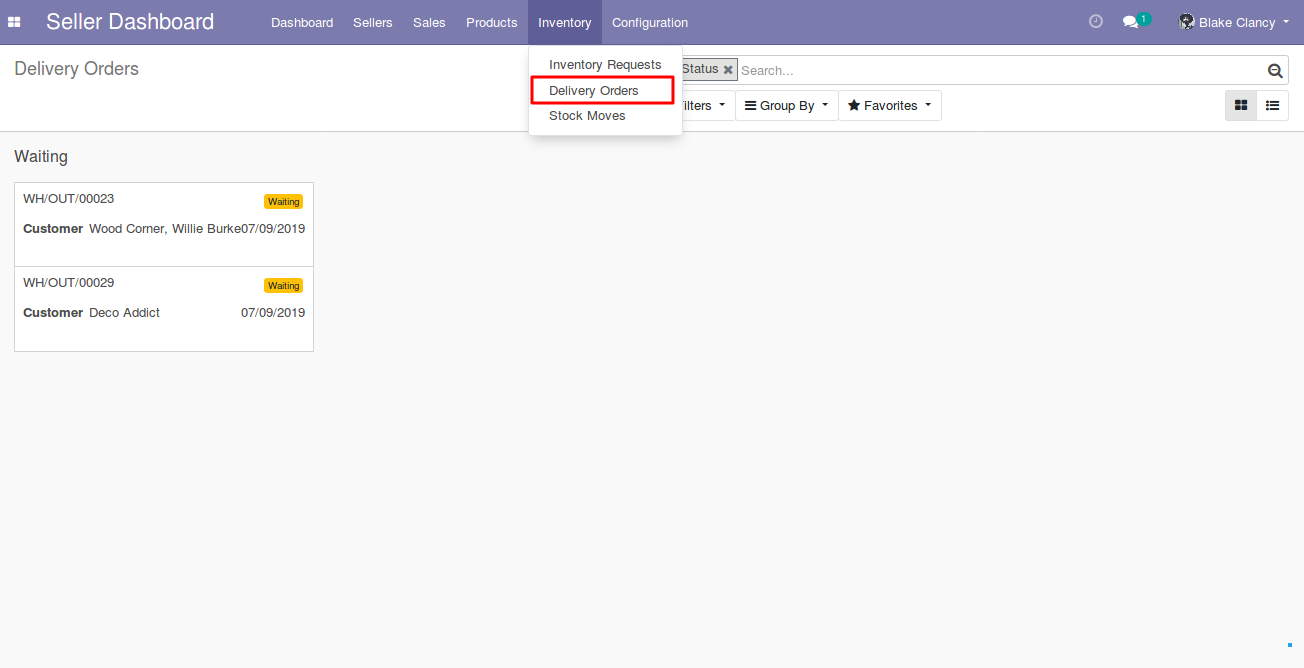 Seller Dashboard Dashboard Sellers Sales Products Inventory Configuration 1 Blake Clancy
Delivery Orders
Inventory Requests
Delivery Orders
Stock Moves
Status Search...
Group By Favorites
Waiting
WH/OUT/00023 Waiting
Customer Wood Corner, Willie Burke07/09/2019
WH/OUT/00029 Waiting
Customer Deco Addict 07/09/2019